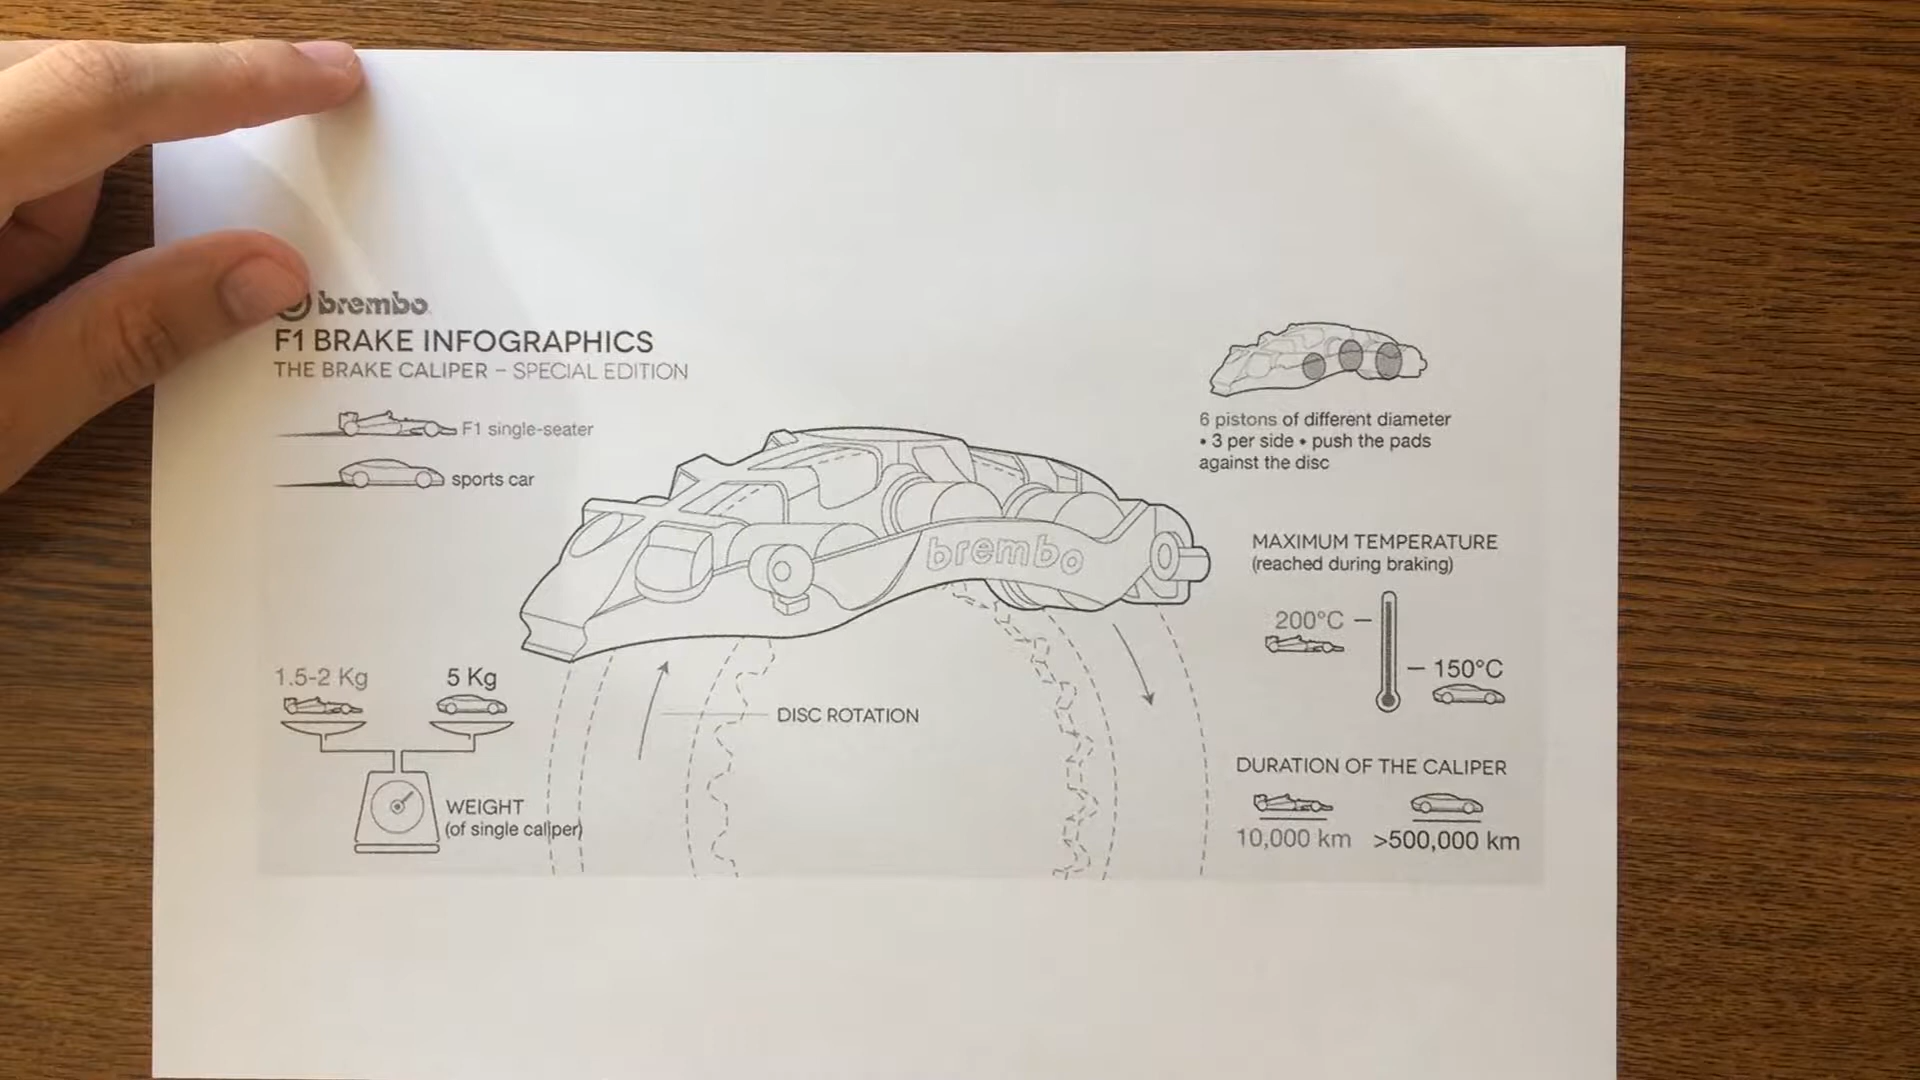 brembo
F1 BRAKE INFOGRAPHICS
THE BRAKE CALIPER – SPECIAL EDITION
F1 single-seater
sports car
6 pistons of different diameter
• 3 per side • push the pads
against the disc
brembo
MAXIMUM TEMPERATURE
(reached during braking)
200°C
150°C
1.5-2 Kg
5 Kg
DISC ROTATION
WEIGHT
(of single caliper)
DURATION OF THE CALIPER
10,000 km
>500,000 km